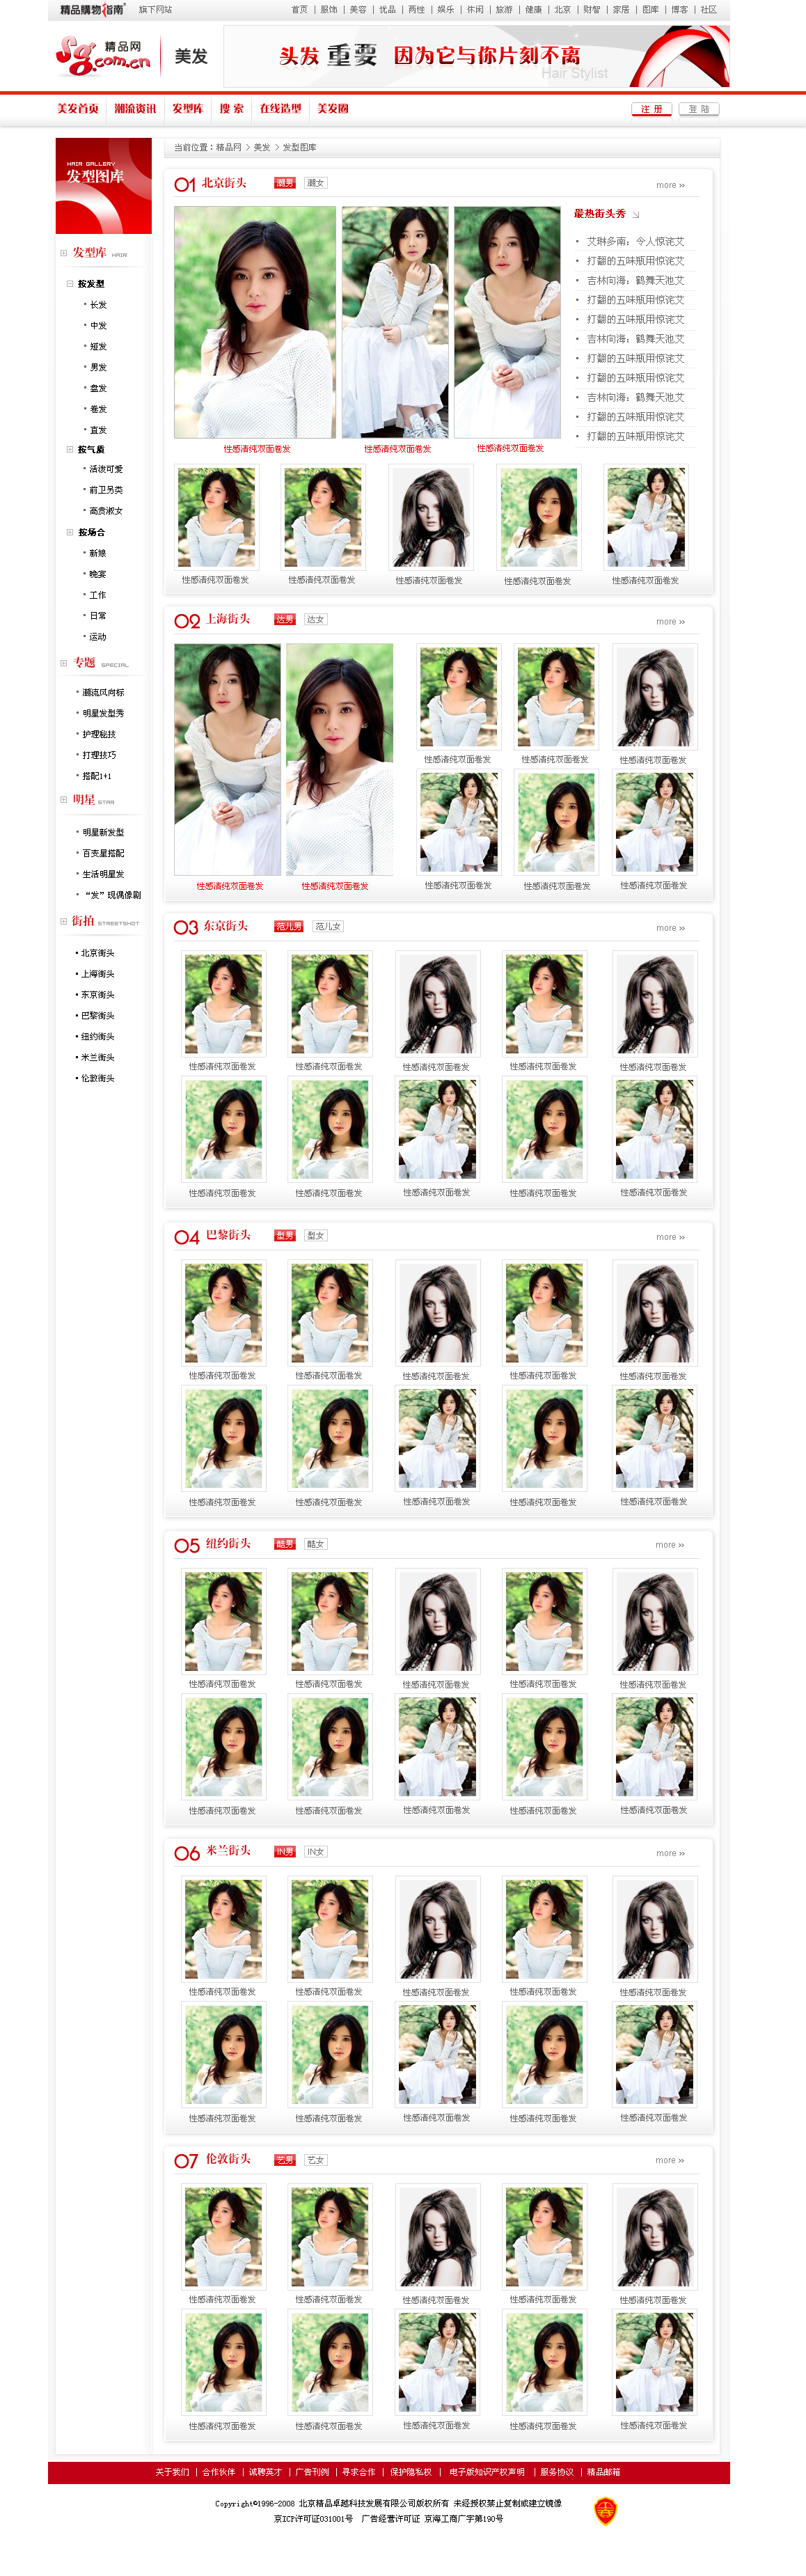 精品購物指南 旗下网站 首页 | 服饰 | 美容 | 优品 | 两性 | 娱乐 | 休闲 | 旅游 | 健康 | 北京 | 财智 | 家居 | 图库 | 博客 | 社区
精品网
sg.com.cn
美发
头发 重要 因为它与你片刻不离
Hair Stylist
美发首页 潮流资讯 发型库 搜 索 在线造型 美发圈 注 册 登 陆
HAIR GALLERY
发型图库
当前位置：精品网 > 美发 > 发型图库
发型库 HAIR
按发型
长发
中发
短发
男发
盘发
卷发
直发
按气质
活泼可爱
前卫另类
高贵淑女
按场合
新娘
晚宴
工作
日常
运动
专题 SPECIAL
潮流风向标
明星发型秀
护理秘技
打理技巧
搭配1+1
明星 STAR
明星新发型
百变星搭配
生活明星发
“发”现偶像剧
街拍 STREETSHOT
北京街头
上海街头
东京街头
巴黎街头
纽约街头
米兰街头
伦敦街头
01 北京街头 潮男 潮女 more »
最热街头秀
艾琳多南：令人惊诧艾
打翻的五味瓶用惊诧艾
吉林向海：鹤舞天池艾
打翻的五味瓶用惊诧艾
打翻的五味瓶用惊诧艾
吉林向海：鹤舞天池艾
打翻的五味瓶用惊诧艾
打翻的五味瓶用惊诧艾
吉林向海：鹤舞天池艾
打翻的五味瓶用惊诧艾
打翻的五味瓶用惊诧艾
性感清纯双面卷发 性感清纯双面卷发 性感清纯双面卷发
性感清纯双面卷发 性感清纯双面卷发 性感清纯双面卷发 性感清纯双面卷发 性感清纯双面卷发
02 上海街头 达男 达女 more »
性感清纯双面卷发 性感清纯双面卷发 性感清纯双面卷发
性感清纯双面卷发 性感清纯双面卷发 性感清纯双面卷发 性感清纯双面卷发 性感清纯双面卷发
03 东京街头 范儿男 范儿女 more »
性感清纯双面卷发 性感清纯双面卷发 性感清纯双面卷发 性感清纯双面卷发 性感清纯双面卷发
性感清纯双面卷发 性感清纯双面卷发 性感清纯双面卷发 性感清纯双面卷发 性感清纯双面卷发
04 巴黎街头 型男 型女 more »
性感清纯双面卷发 性感清纯双面卷发 性感清纯双面卷发 性感清纯双面卷发 性感清纯双面卷发
性感清纯双面卷发 性感清纯双面卷发 性感清纯双面卷发 性感清纯双面卷发 性感清纯双面卷发
05 纽约街头 酷男 酷女 more »
性感清纯双面卷发 性感清纯双面卷发 性感清纯双面卷发 性感清纯双面卷发 性感清纯双面卷发
性感清纯双面卷发 性感清纯双面卷发 性感清纯双面卷发 性感清纯双面卷发 性感清纯双面卷发
06 米兰街头 IN男 IN女 more »
性感清纯双面卷发 性感清纯双面卷发 性感清纯双面卷发 性感清纯双面卷发 性感清纯双面卷发
性感清纯双面卷发 性感清纯双面卷发 性感清纯双面卷发 性感清纯双面卷发 性感清纯双面卷发
07 伦敦街头 艺男 艺女 more »
性感清纯双面卷发 性感清纯双面卷发 性感清纯双面卷发 性感清纯双面卷发 性感清纯双面卷发
性感清纯双面卷发 性感清纯双面卷发 性感清纯双面卷发 性感清纯双面卷发 性感清纯双面卷发
关于我们 | 合作伙伴 | 诚聘英才 | 广告刊例 | 寻求合作 | 保护隐私权 | 电子版知识产权声明 | 服务协议 | 精品邮箱
Copyright©1996-2008 北京精品卓越科技发展有限公司版权所有 未经授权禁止复制或建立镜像
京ICP许可证031001号 广告经营许可证 京海工商广字第190号